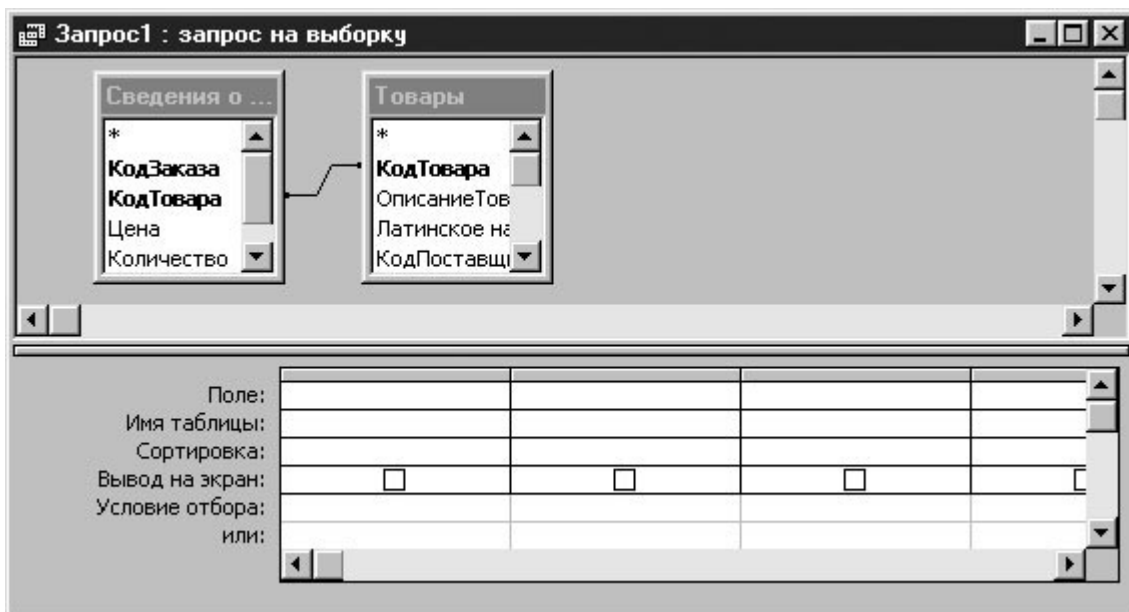 Запрос1 : запрос на выборку
Сведения о ...
*
КодЗаказа
КодТовара
Цена
Количество
Товары
*
КодТовара
ОписаниеТов
Латинское на
КодПоставщ
Поле:
Имя таблицы:
Сортировка:
Вывод на экран:
Условие отбора:
или: